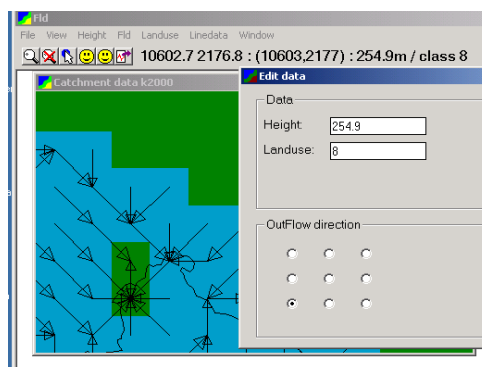 Fld
File View Height Fld Landuse Linedata Window
10602.7 2176.8 : (10603,2177) : 254.9m / class 8
Catchment data k2000
Edit data
Data
Height: 254.9
Landuse: 8
OutFlow direction